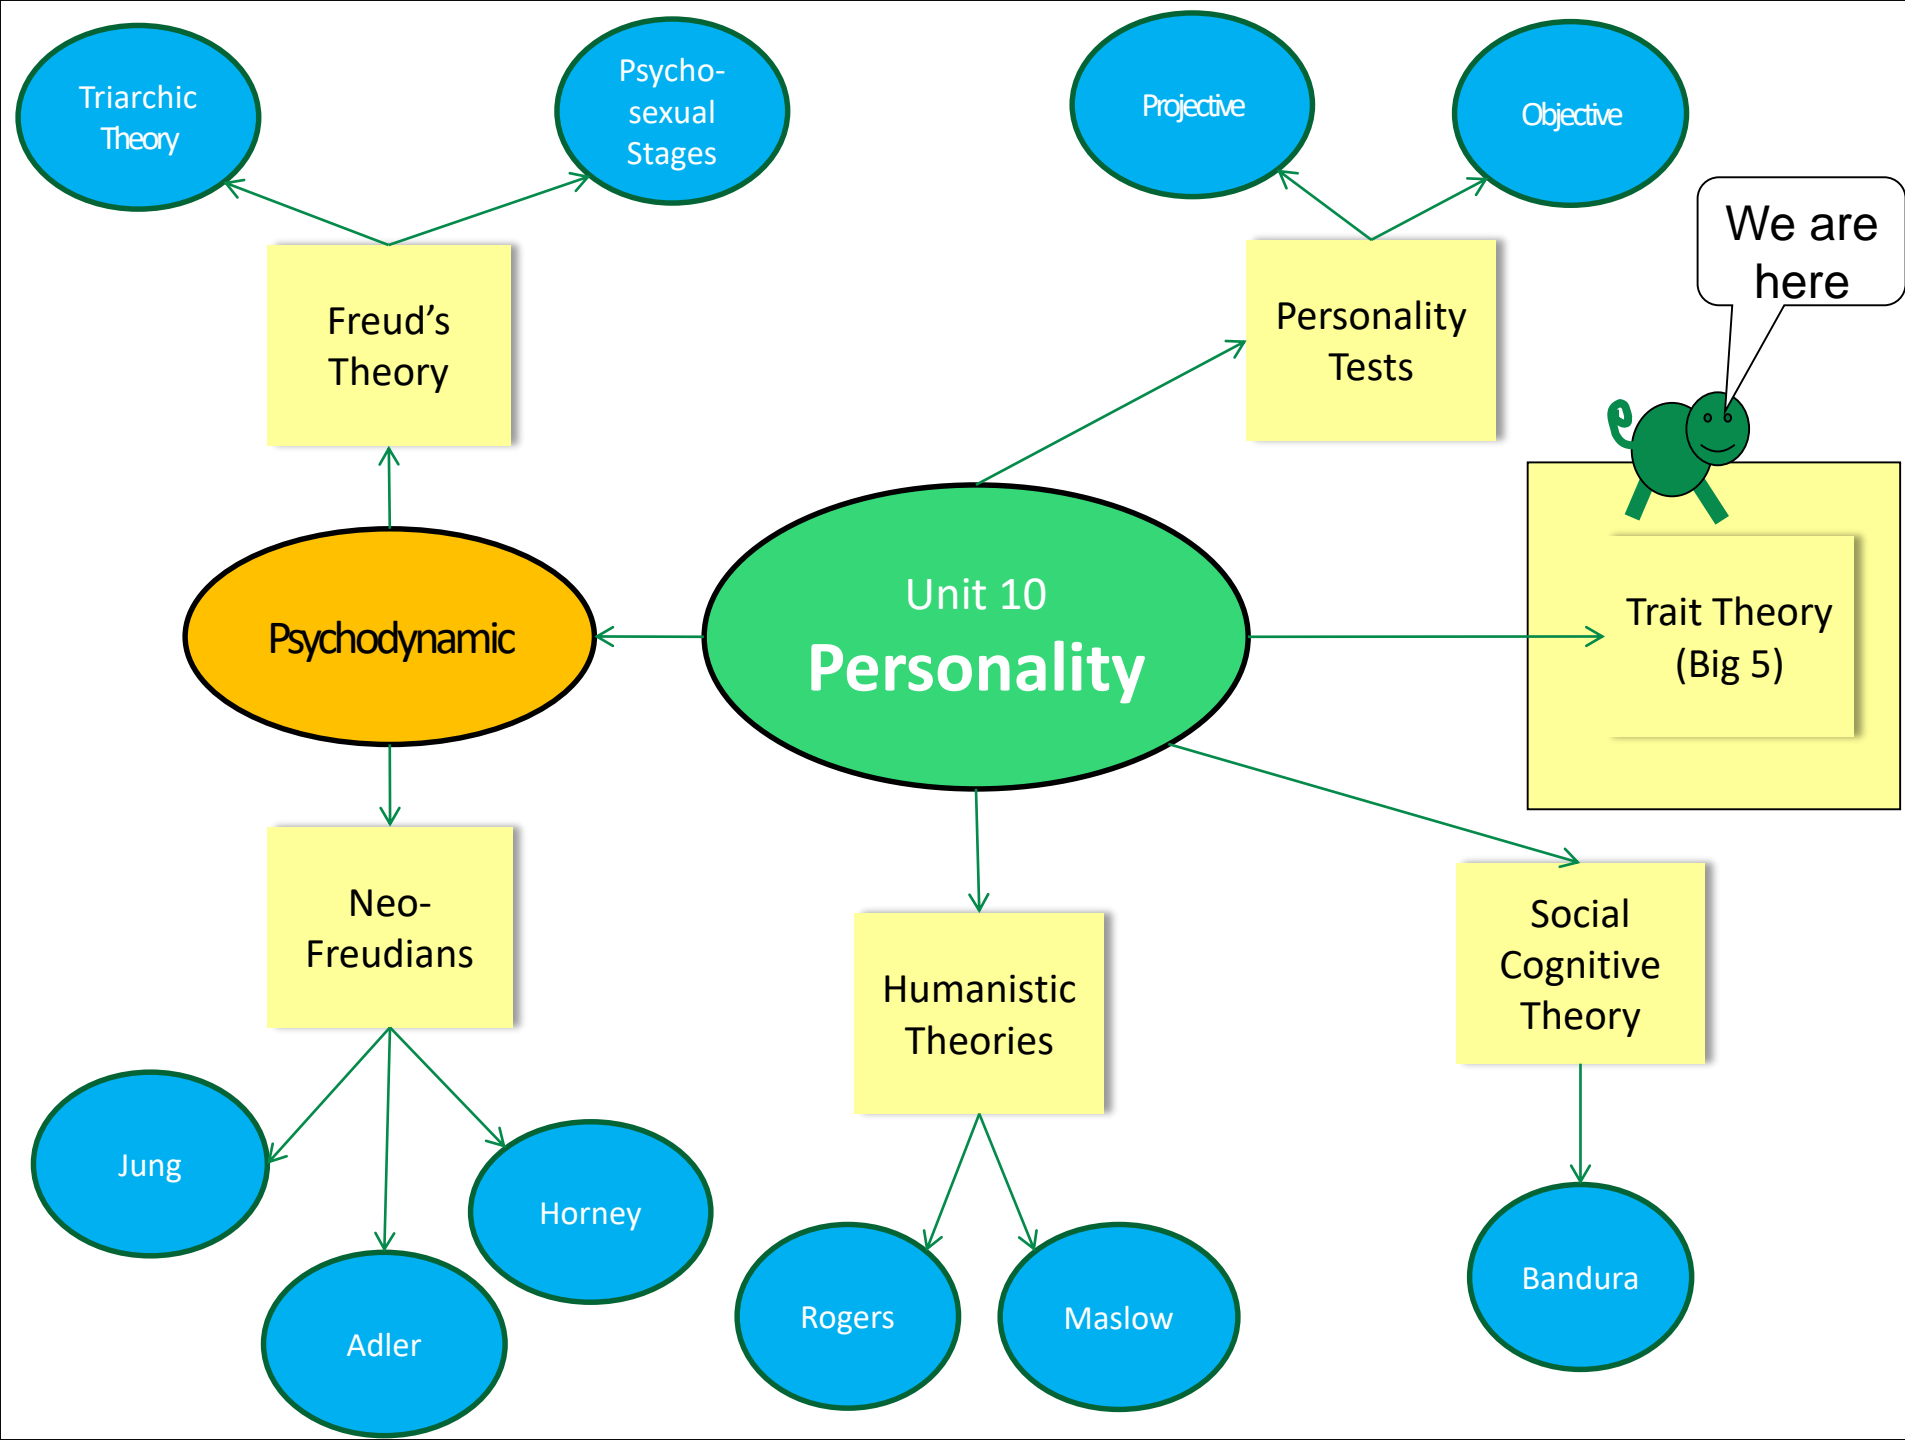 Triarchic
Theory
Psycho-
sexual
Stages
Projective
Objective
We are
here
Freud’s
Theory
Personality
Tests
Psychodynamic
Unit 10
Personality
Trait Theory
(Big 5)
Neo-
Freudians
Humanistic
Theories
Social
Cognitive
Theory
Jung
Horney
Adler
Rogers
Maslow
Bandura